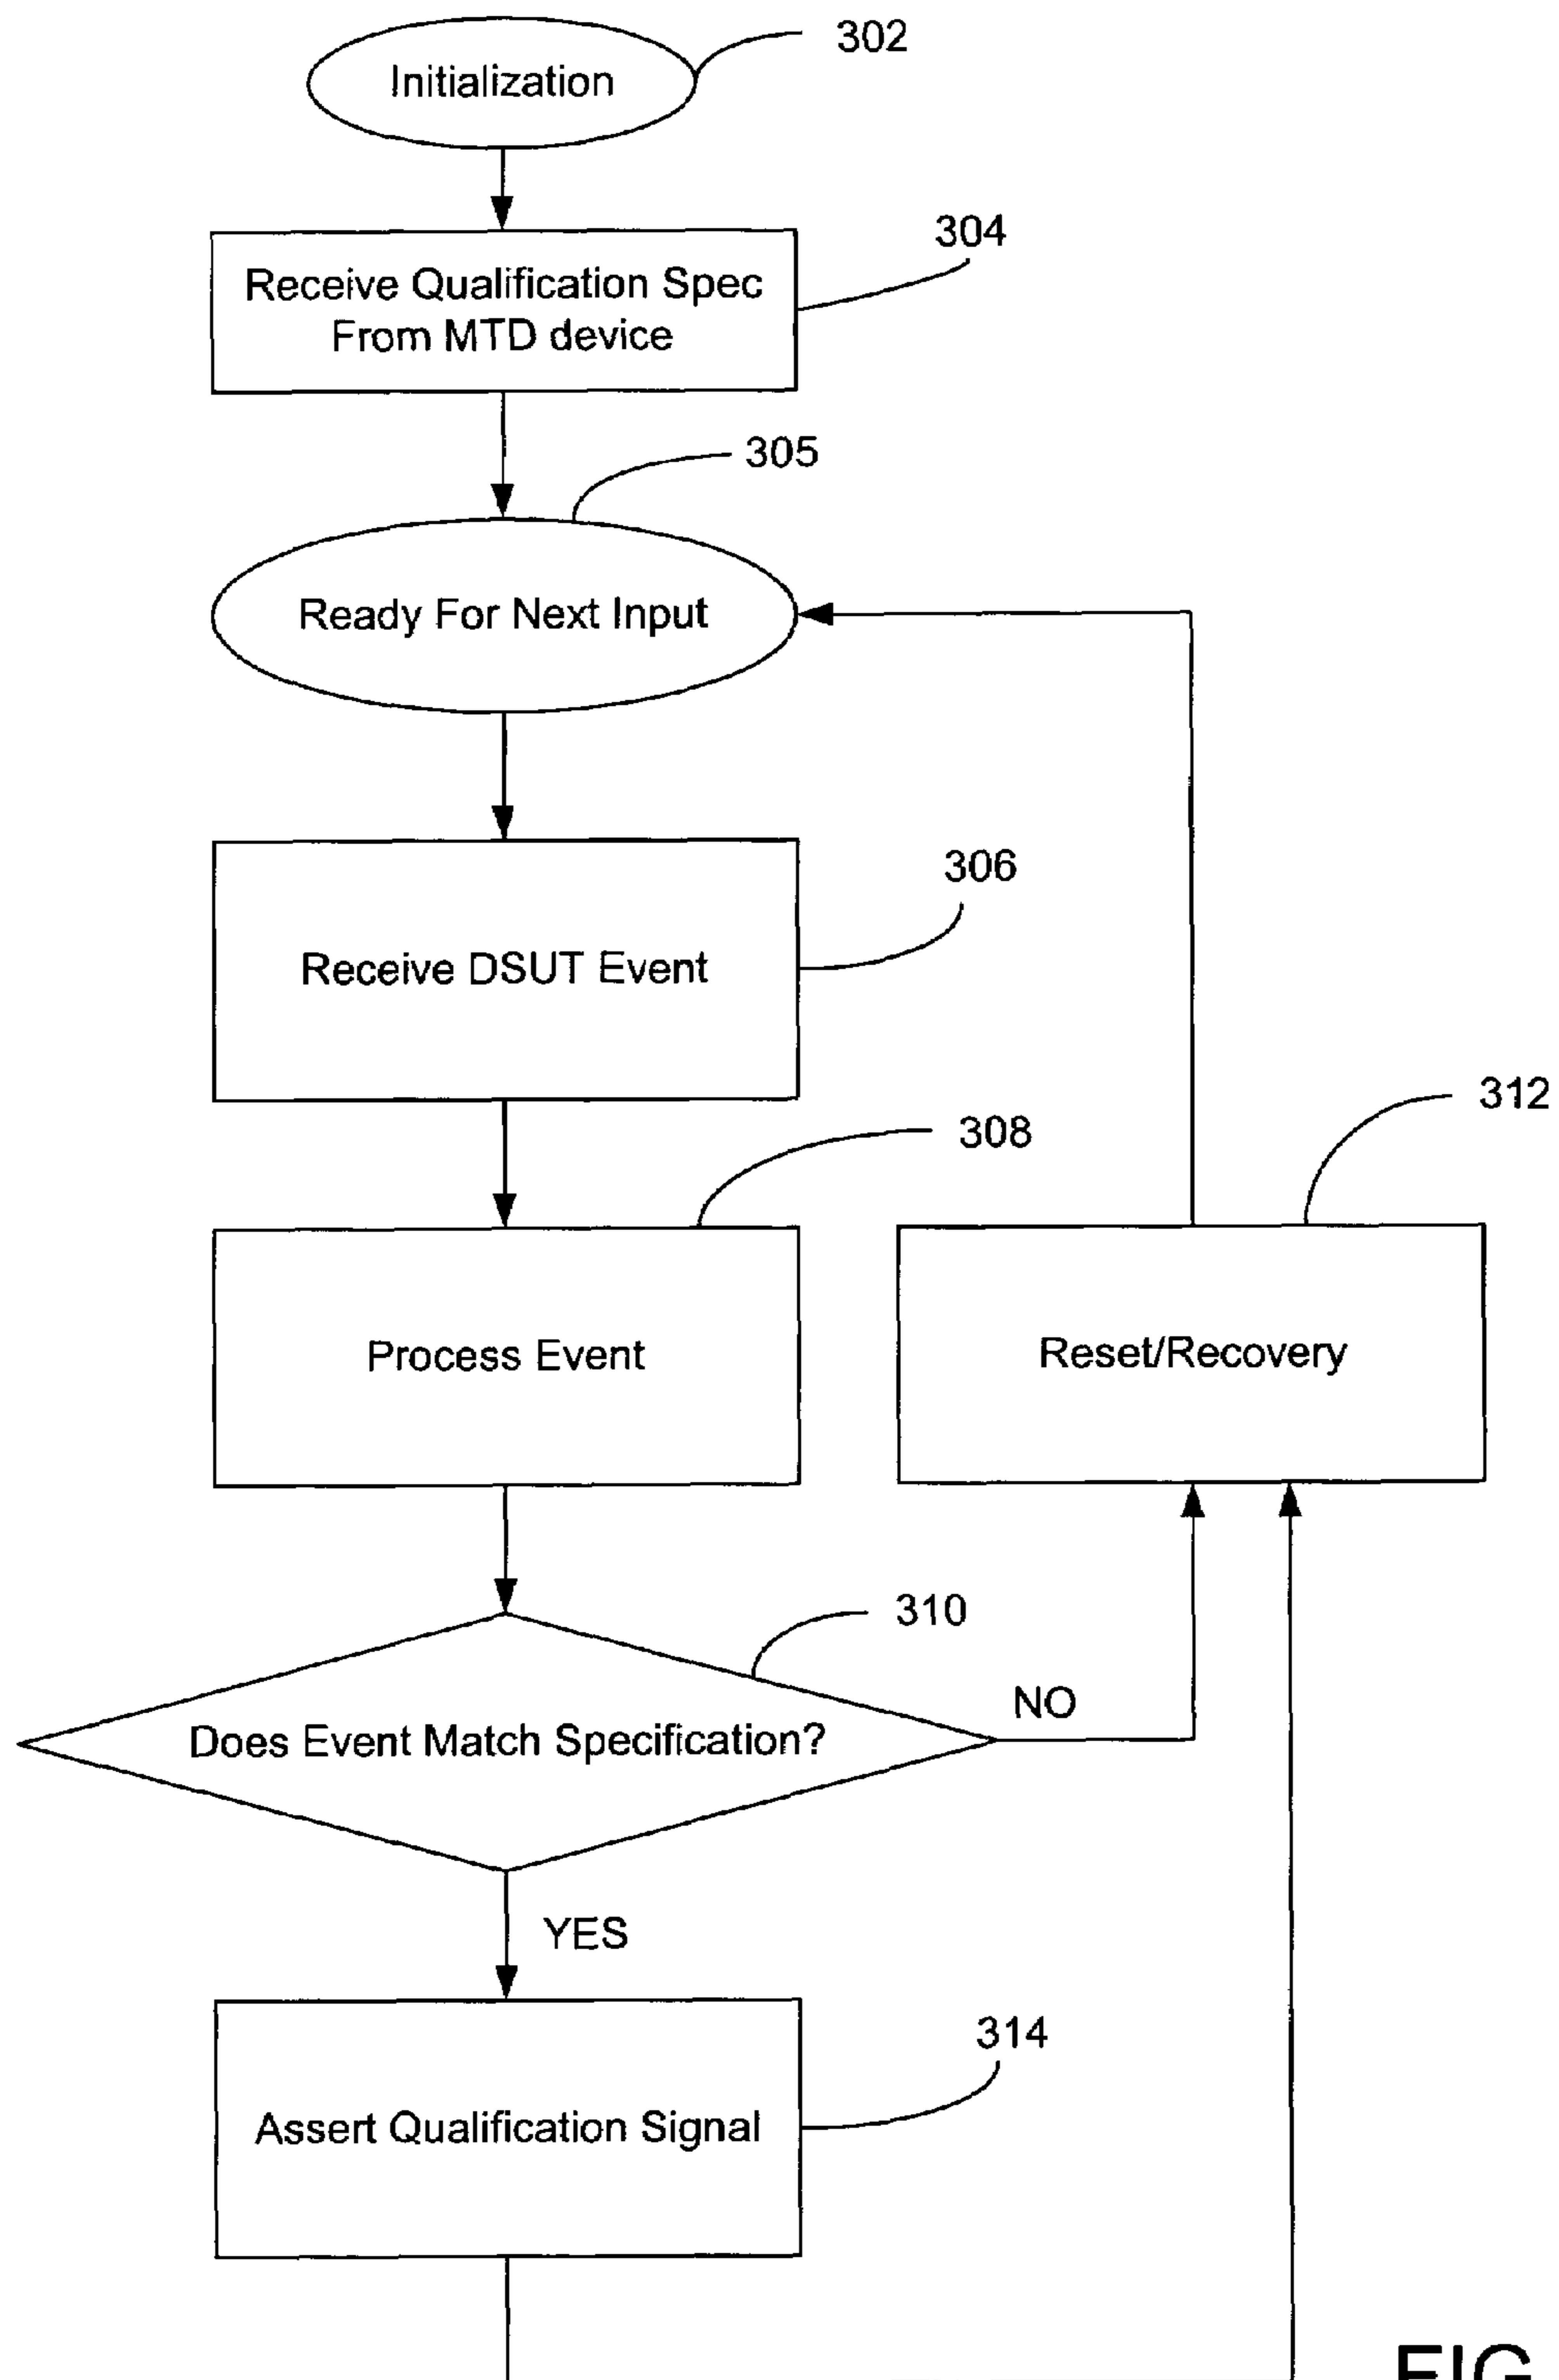 302
Initialization
304
Receive Qualification Spec
From MTD device
305
Ready For Next Input
306
Receive DSUT Event
312
308
Process Event
Reset/Recovery
310
NO
Does Event Match Specification?
YES
314
Assert Qualification Signal
FIG